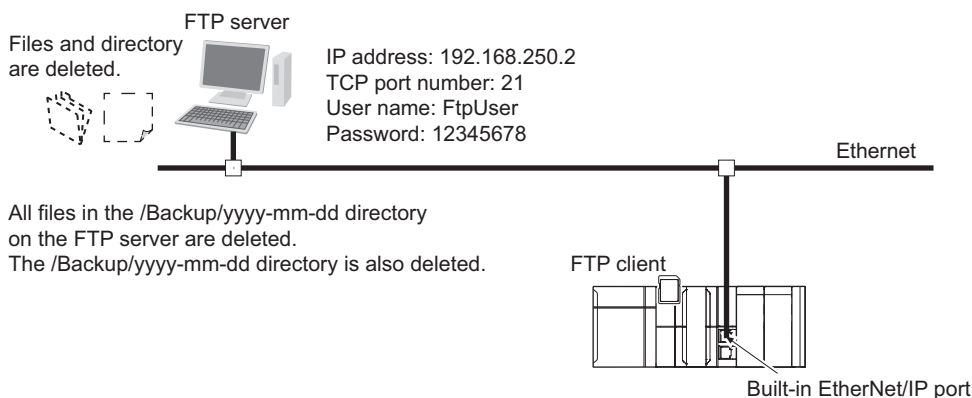 FTP server
Files and directory
are deleted.
IP address: 192.168.250.2
TCP port number: 21
User name: FtpUser
Password: 12345678
Ethernet
All files in the /Backup/yyyy-mm-dd directory
on the FTP server are deleted.
The /Backup/yyyy-mm-dd directory is also deleted.
FTP client
Built-in EtherNet/IP port